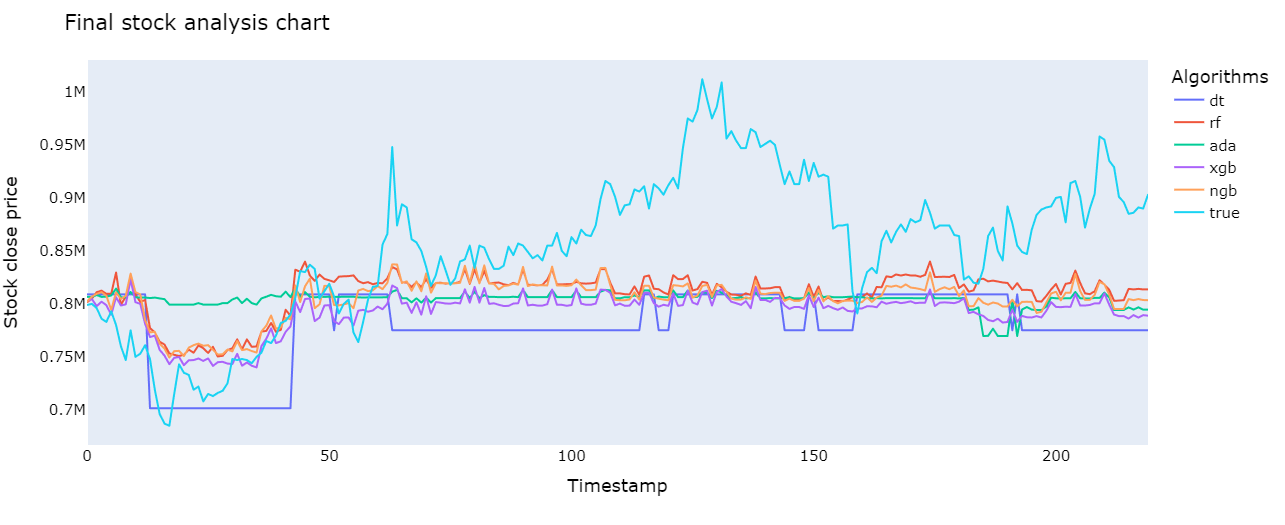 Final stock analysis chart
Algorithms
dt
rf
ada
xgb
ngb
true
1M
0.95M
0.9M
0.85M
0.8M
0.75M
0.7M
Stock close price
0
50
100
150
200
Timestamp